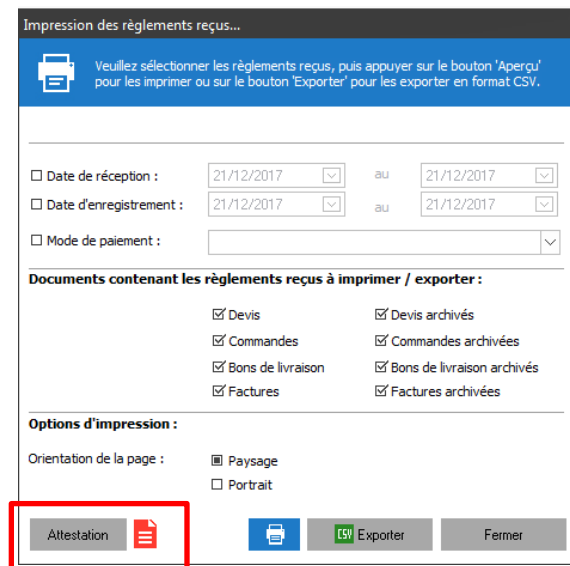 Impression des règlements reçus...
Veuillez sélectionner les règlements reçus, puis appuyer sur le bouton 'Aperçu'
pour les imprimer ou sur le bouton 'Exporter' pour les exporter en format CSV.
Date de réception : 21/12/2017 au 21/12/2017
Date d'enregistrement : 21/12/2017 au 21/12/2017
Mode de paiement :
Documents contenant les règlements reçus à imprimer / exporter :
Devis Devis archivés
Commandes Commandes archivées
Bons de livraison Bons de livraison archivés
Factures Factures archivées
Options d'impression :
Orientation de la page : Paysage
Portrait
Attestation CSV Exporter Fermer